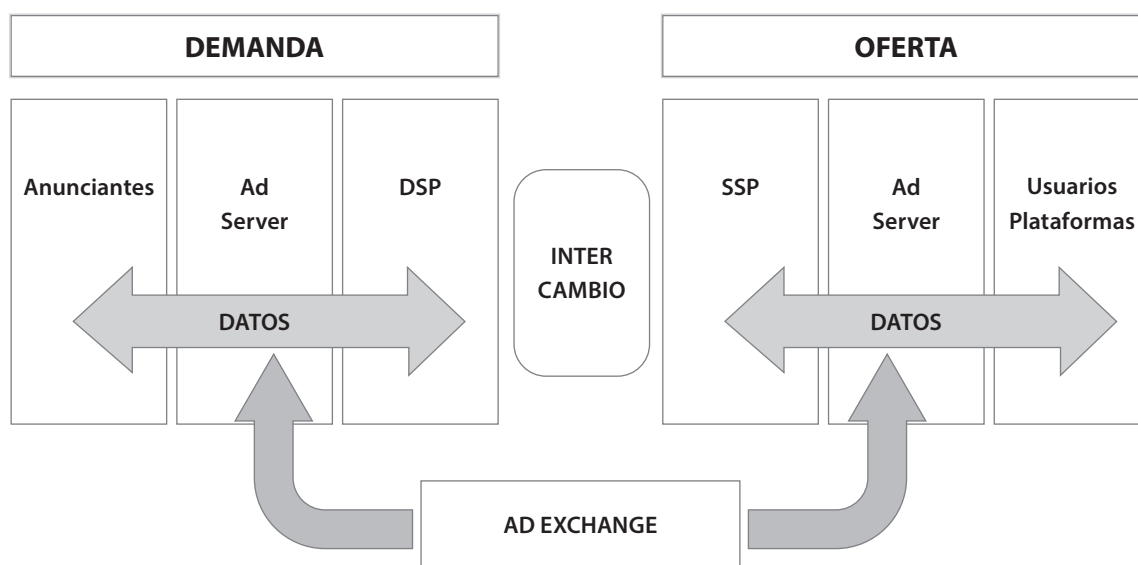 DEMANDA
OFERTA
Anunciantes
Ad
Server
DSP
INTER
CAMBIO
SSP
Ad
Server
Usuarios
Plataformas
DATOS
DATOS
AD EXCHANGE